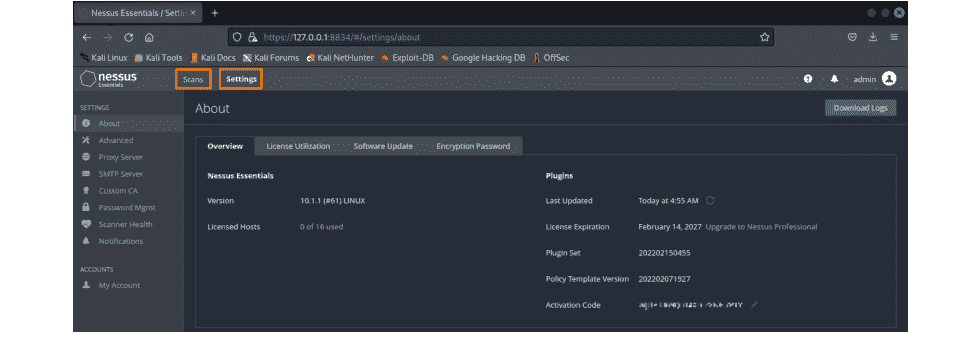 Nessus Essentials / Settin
https://127.0.0.1:8834/#/settings/about
Kali Linux Kali Tools Kali Docs Kali Forums Kali NetHunter Exploit-DB Google Hacking DB OffSec
nessus Essentials Scans Settings admin
SETTINGS
About
Advanced
Proxy Server
SMTP Server
Custom CA
Password Mgmt
Scanner Health
Notifications
ACCOUNTS
My Account
About Download Logs
Overview License Utilization Software Update Encryption Password
Nessus Essentials Plugins
Version 10.1.1 (#61) LINUX Last Updated Today at 4:55 AM
Licensed Hosts 0 of 16 used License Expiration February 14, 2027 Upgrade to Nessus Professional
Plugin Set 202202150455
Policy Template Version 202202071927
Activation Code